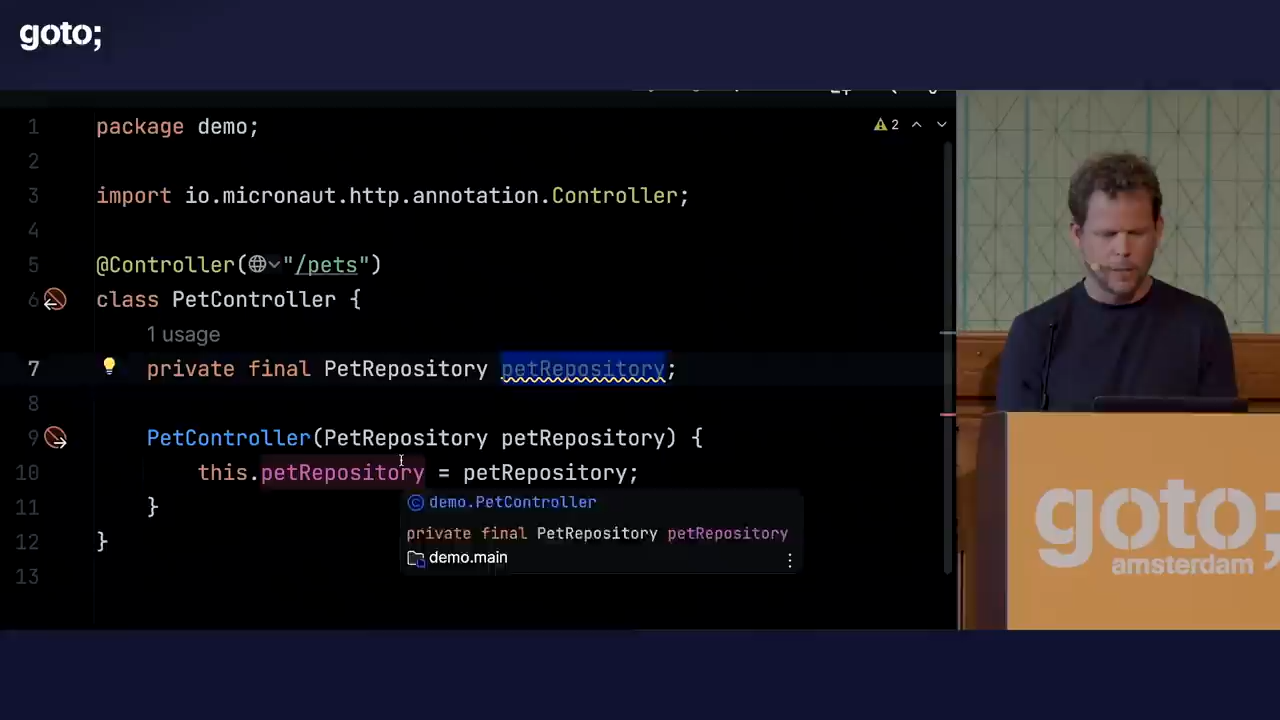 goto;
1 package demo;
2
3 import io.micronaut.http.annotation.Controller;
4
5 @Controller("/pets")
6 class PetController {
1 usage
7 private final PetRepository petRepository;
8
9 PetController(PetRepository petRepository) {
10 this.petRepository = petRepository;
11 }
12 }
13
2
demo.PetController
private final PetRepository petRepository
demo.main
goto;
amsterdam